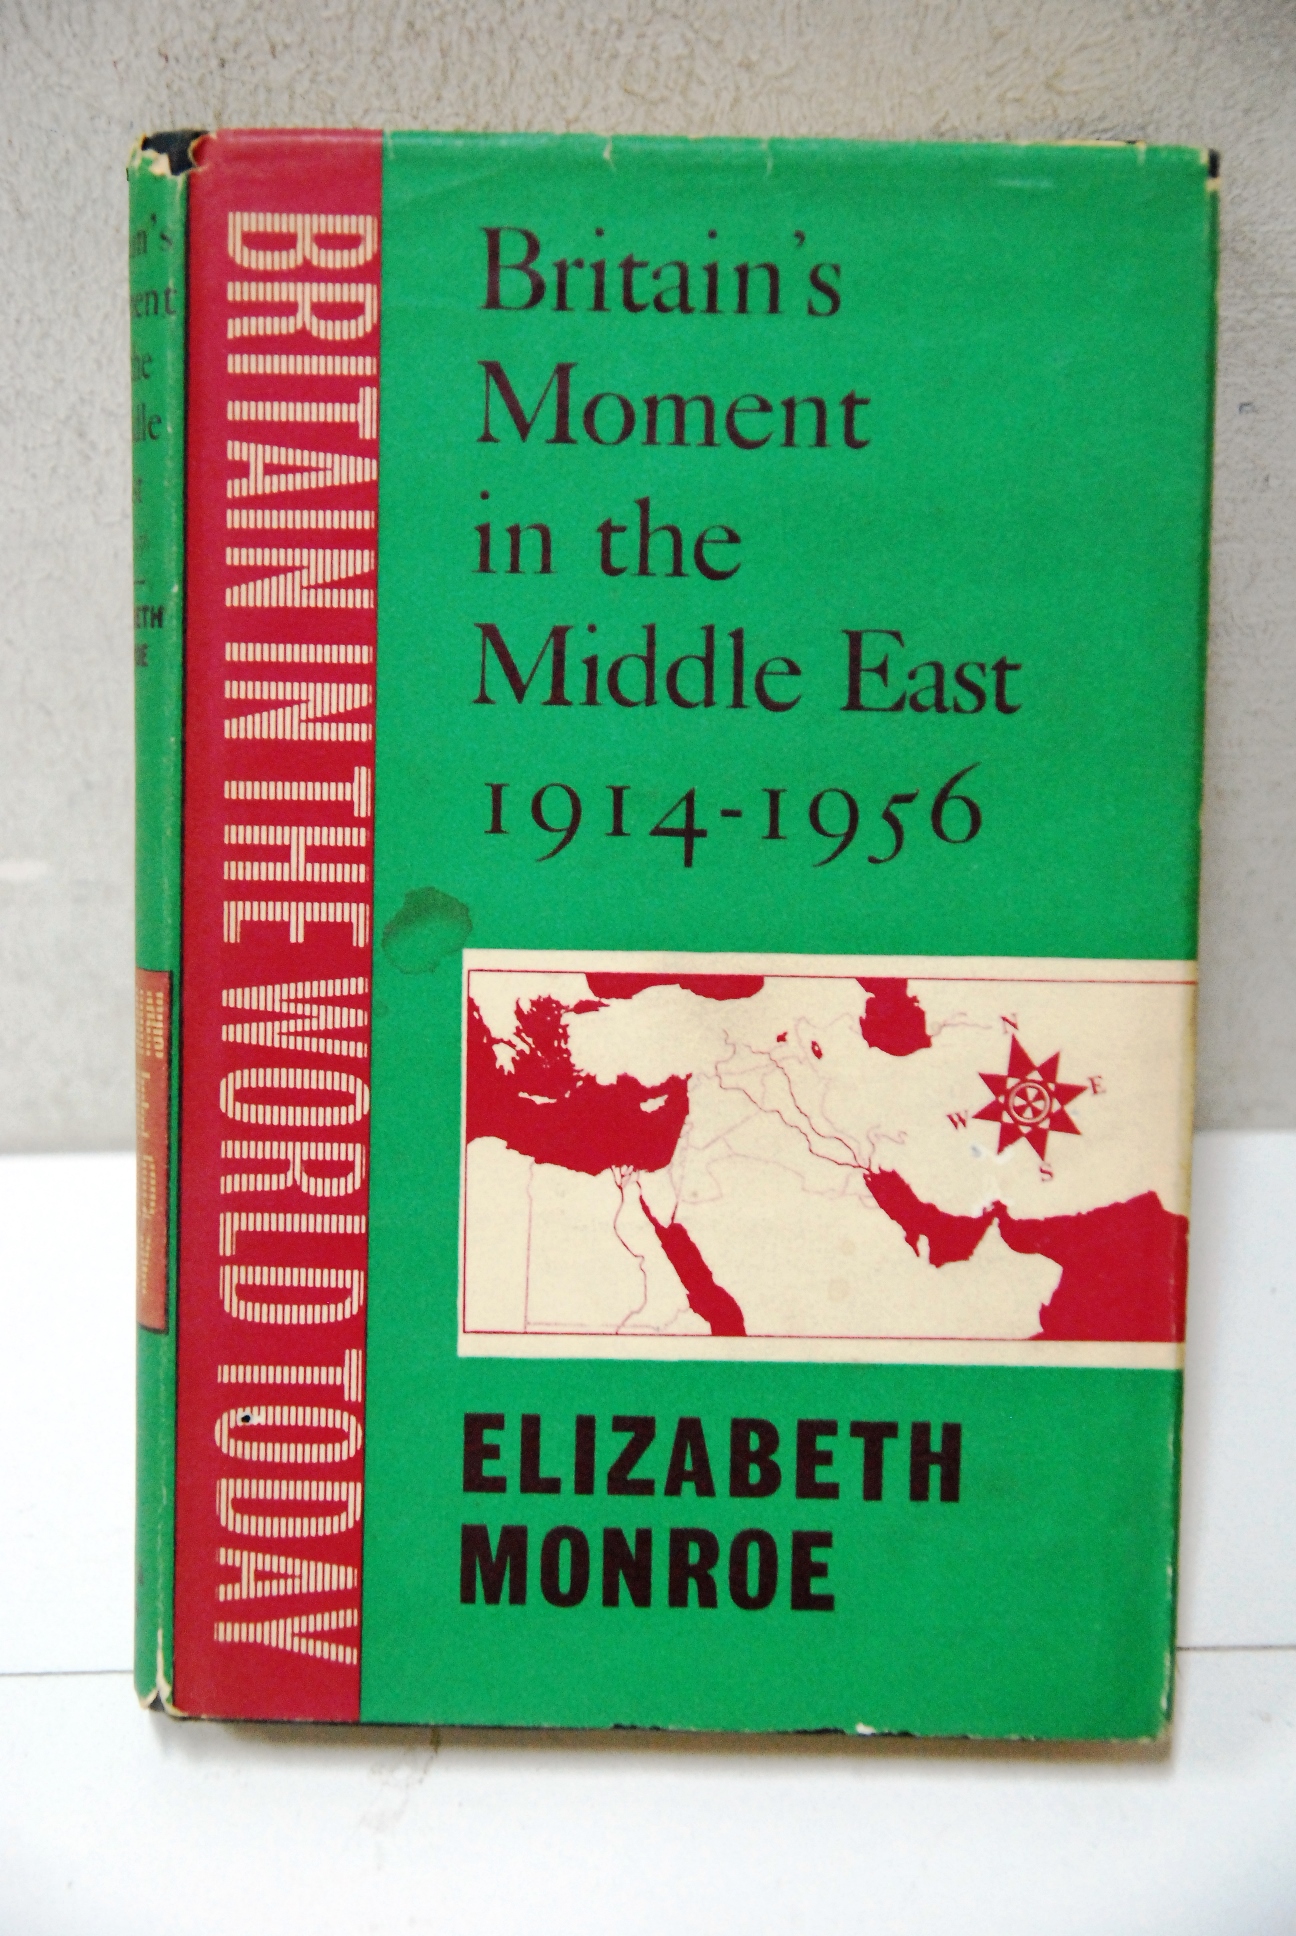 BRITAIN IN THE WORLD TODAY
Britain's
Moment
in the
Middle East
1914-1956
N
E
W
S
ELIZABETH
MONROE